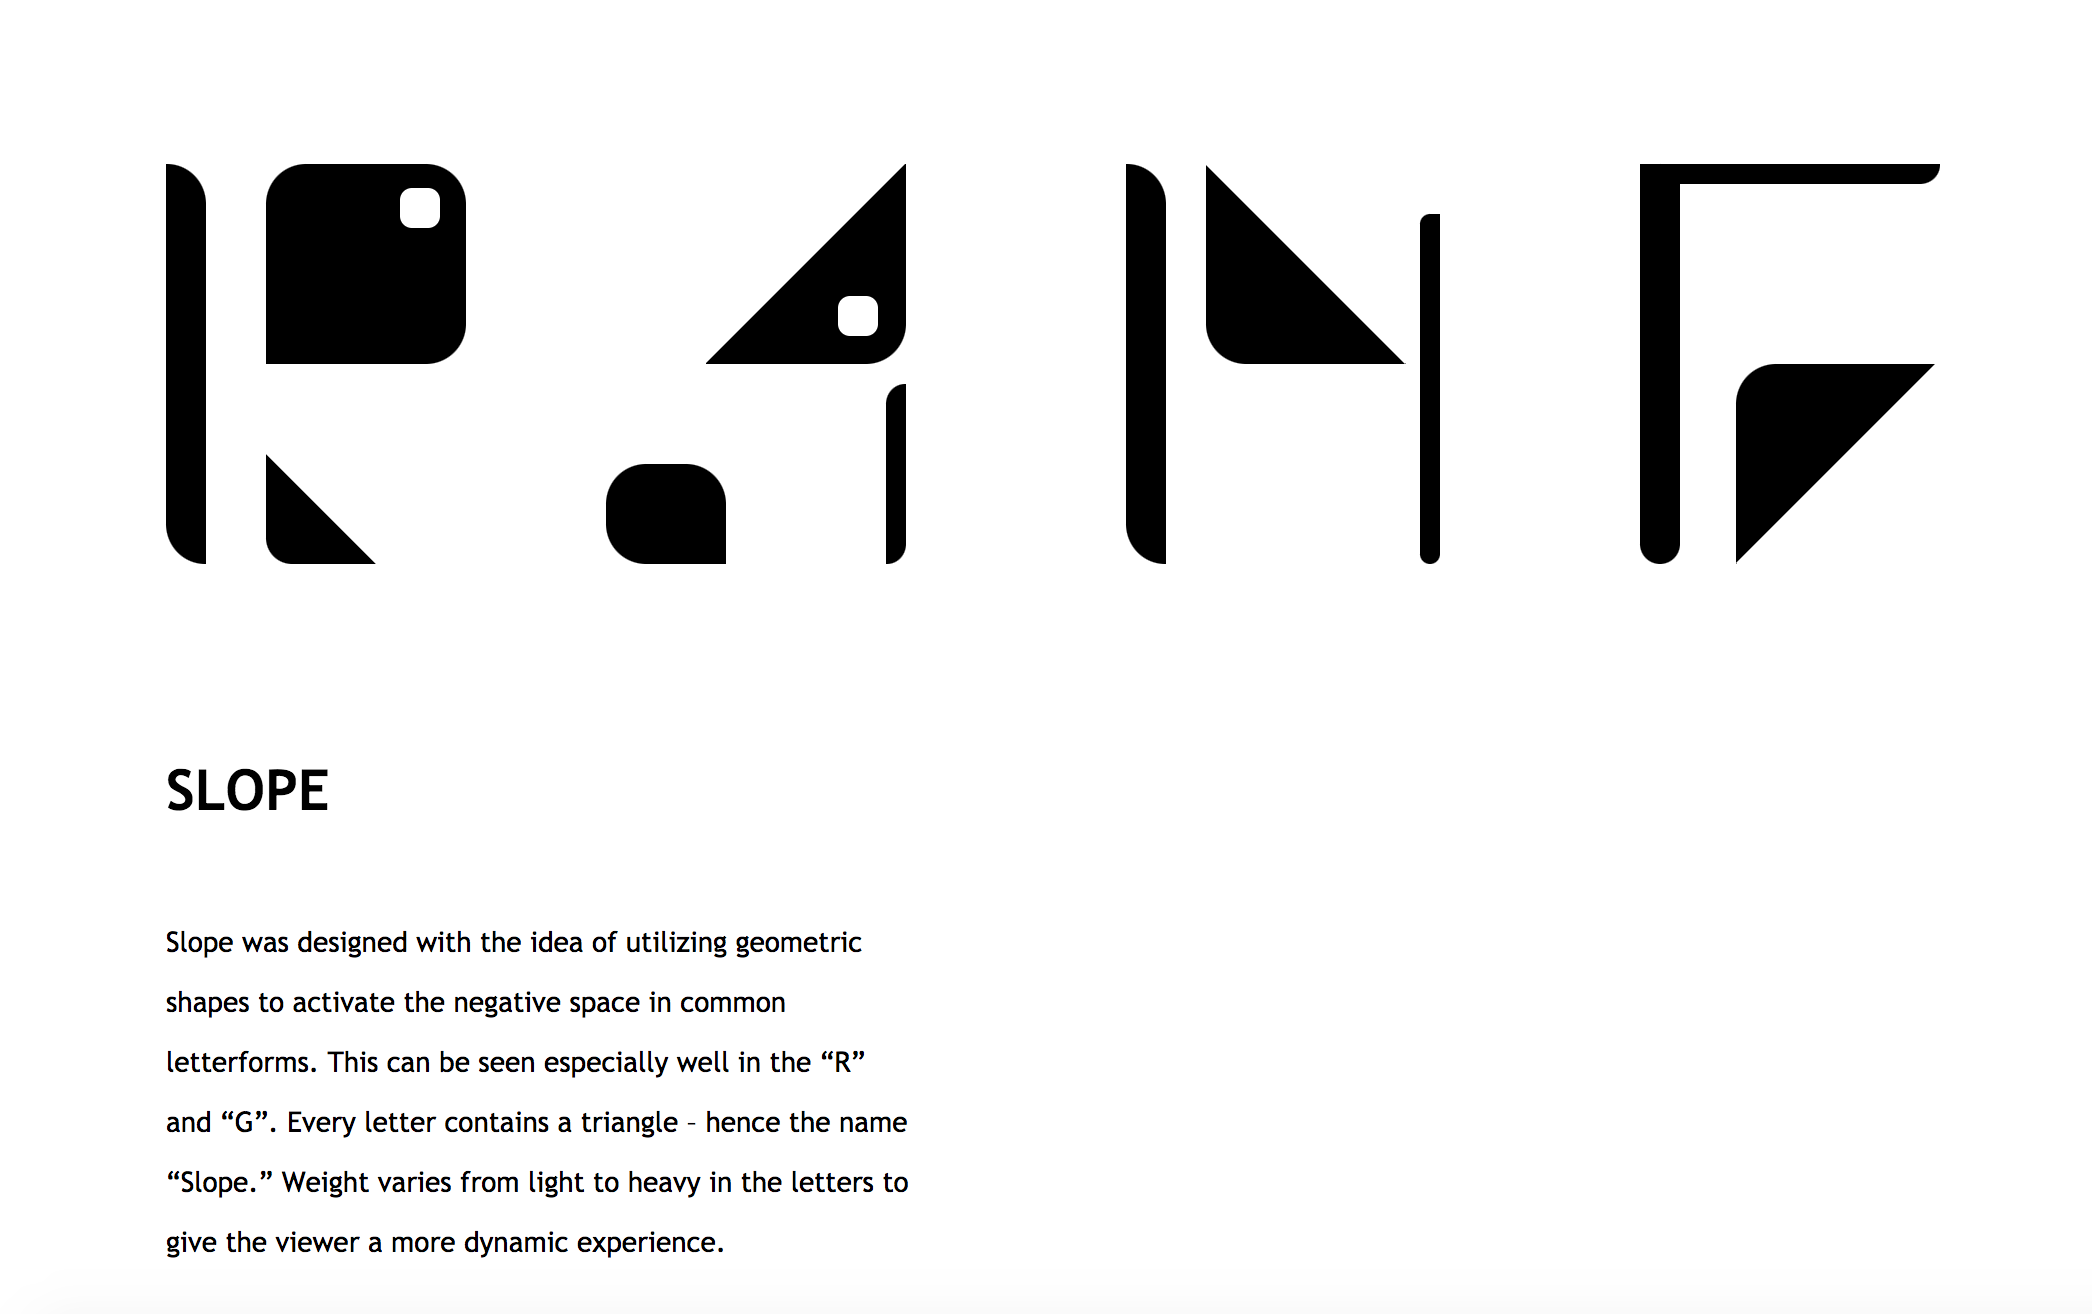 RANG
SLOPE
Slope was designed with the idea of utilizing geometric
shapes to activate the negative space in common
letterforms. This can be seen especially well in the “R”
and “G”. Every letter contains a triangle - hence the name
“Slope.” Weight varies from light to heavy in the letters to
give the viewer a more dynamic experience.